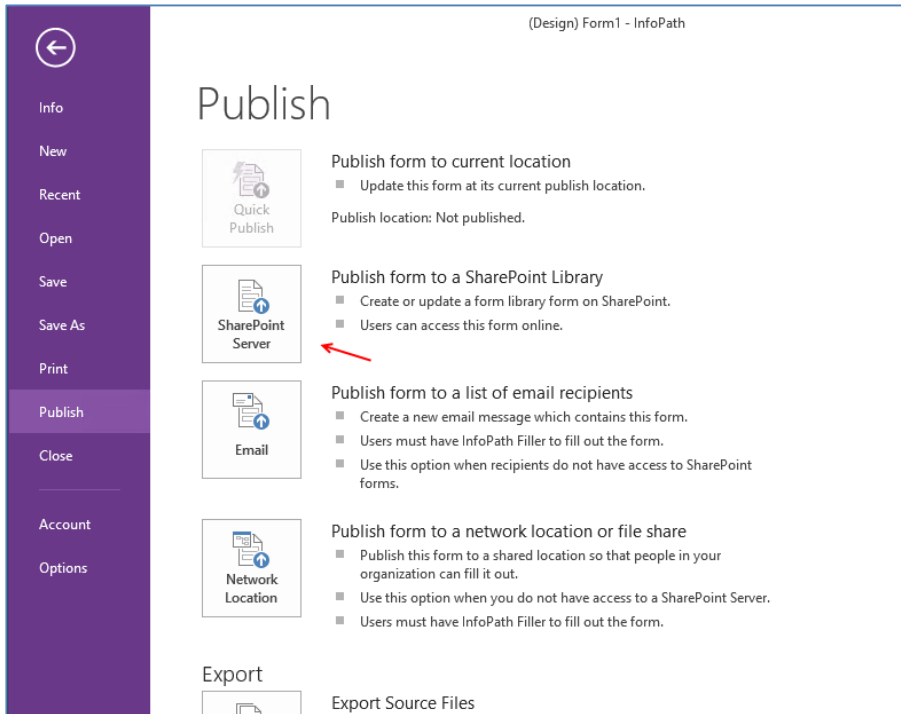 (Design) Form1 - InfoPath
Info
New
Recent
Open
Save
Save As
Print
Publish
Close
Account
Options
Publish
Quick
Publish
Publish form to current location
Update this form at its current publish location.
Publish location: Not published.
SharePoint
Server
Publish form to a SharePoint Library
Create or update a form library form on SharePoint.
Users can access this form online.
Email
Publish form to a list of email recipients
Create a new email message which contains this form.
Users must have InfoPath Filler to fill out the form.
Use this option when recipients do not have access to SharePoint
forms.
Network
Location
Publish form to a network location or file share
Publish this form to a shared location so that people in your
organization can fill it out.
Use this option when you do not have access to a SharePoint Server.
Users must have InfoPath Filler to fill out the form.
Export
Export Source Files